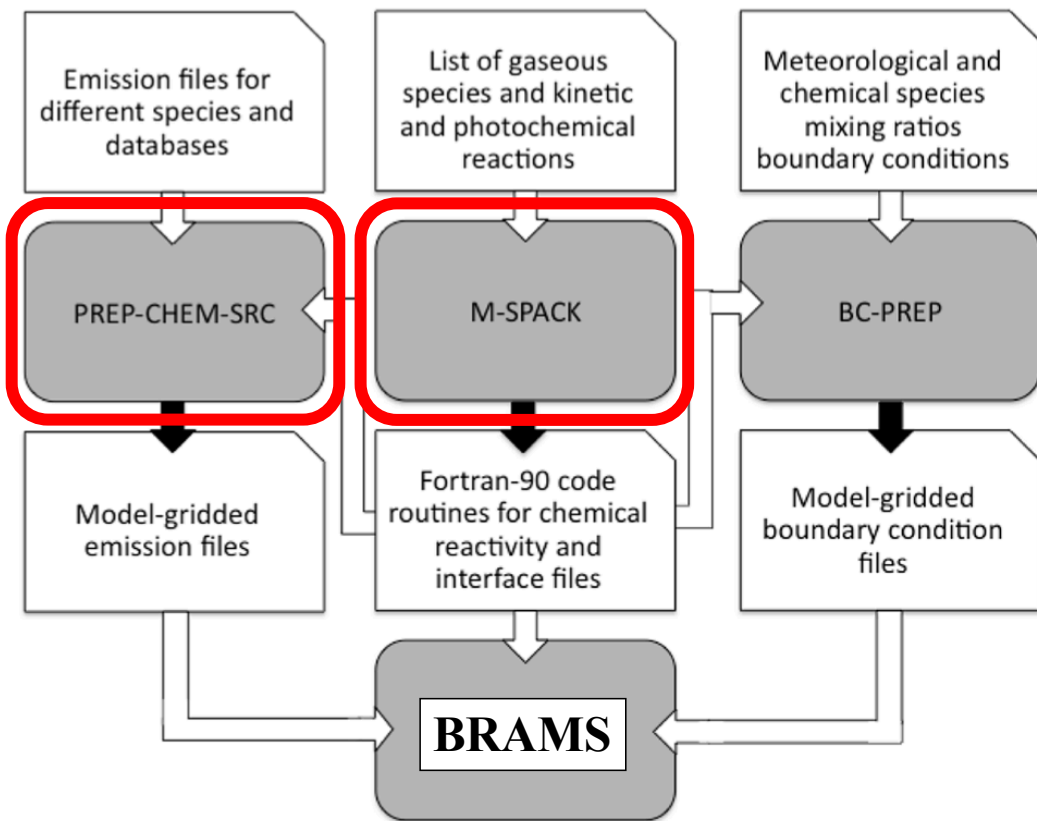 Emission files for
different species and
databases
List of gaseous
species and kinetic
and photochemical
reactions
Meteorological and
chemical species
mixing ratios
boundary conditions
PREP-CHEM-SRC
M-SPACK
BC-PREP
Model-gridded
emission files
Fortran-90 code
routines for chemical
reactivity and
interface files
Model-gridded
boundary condition
files
BRAMS